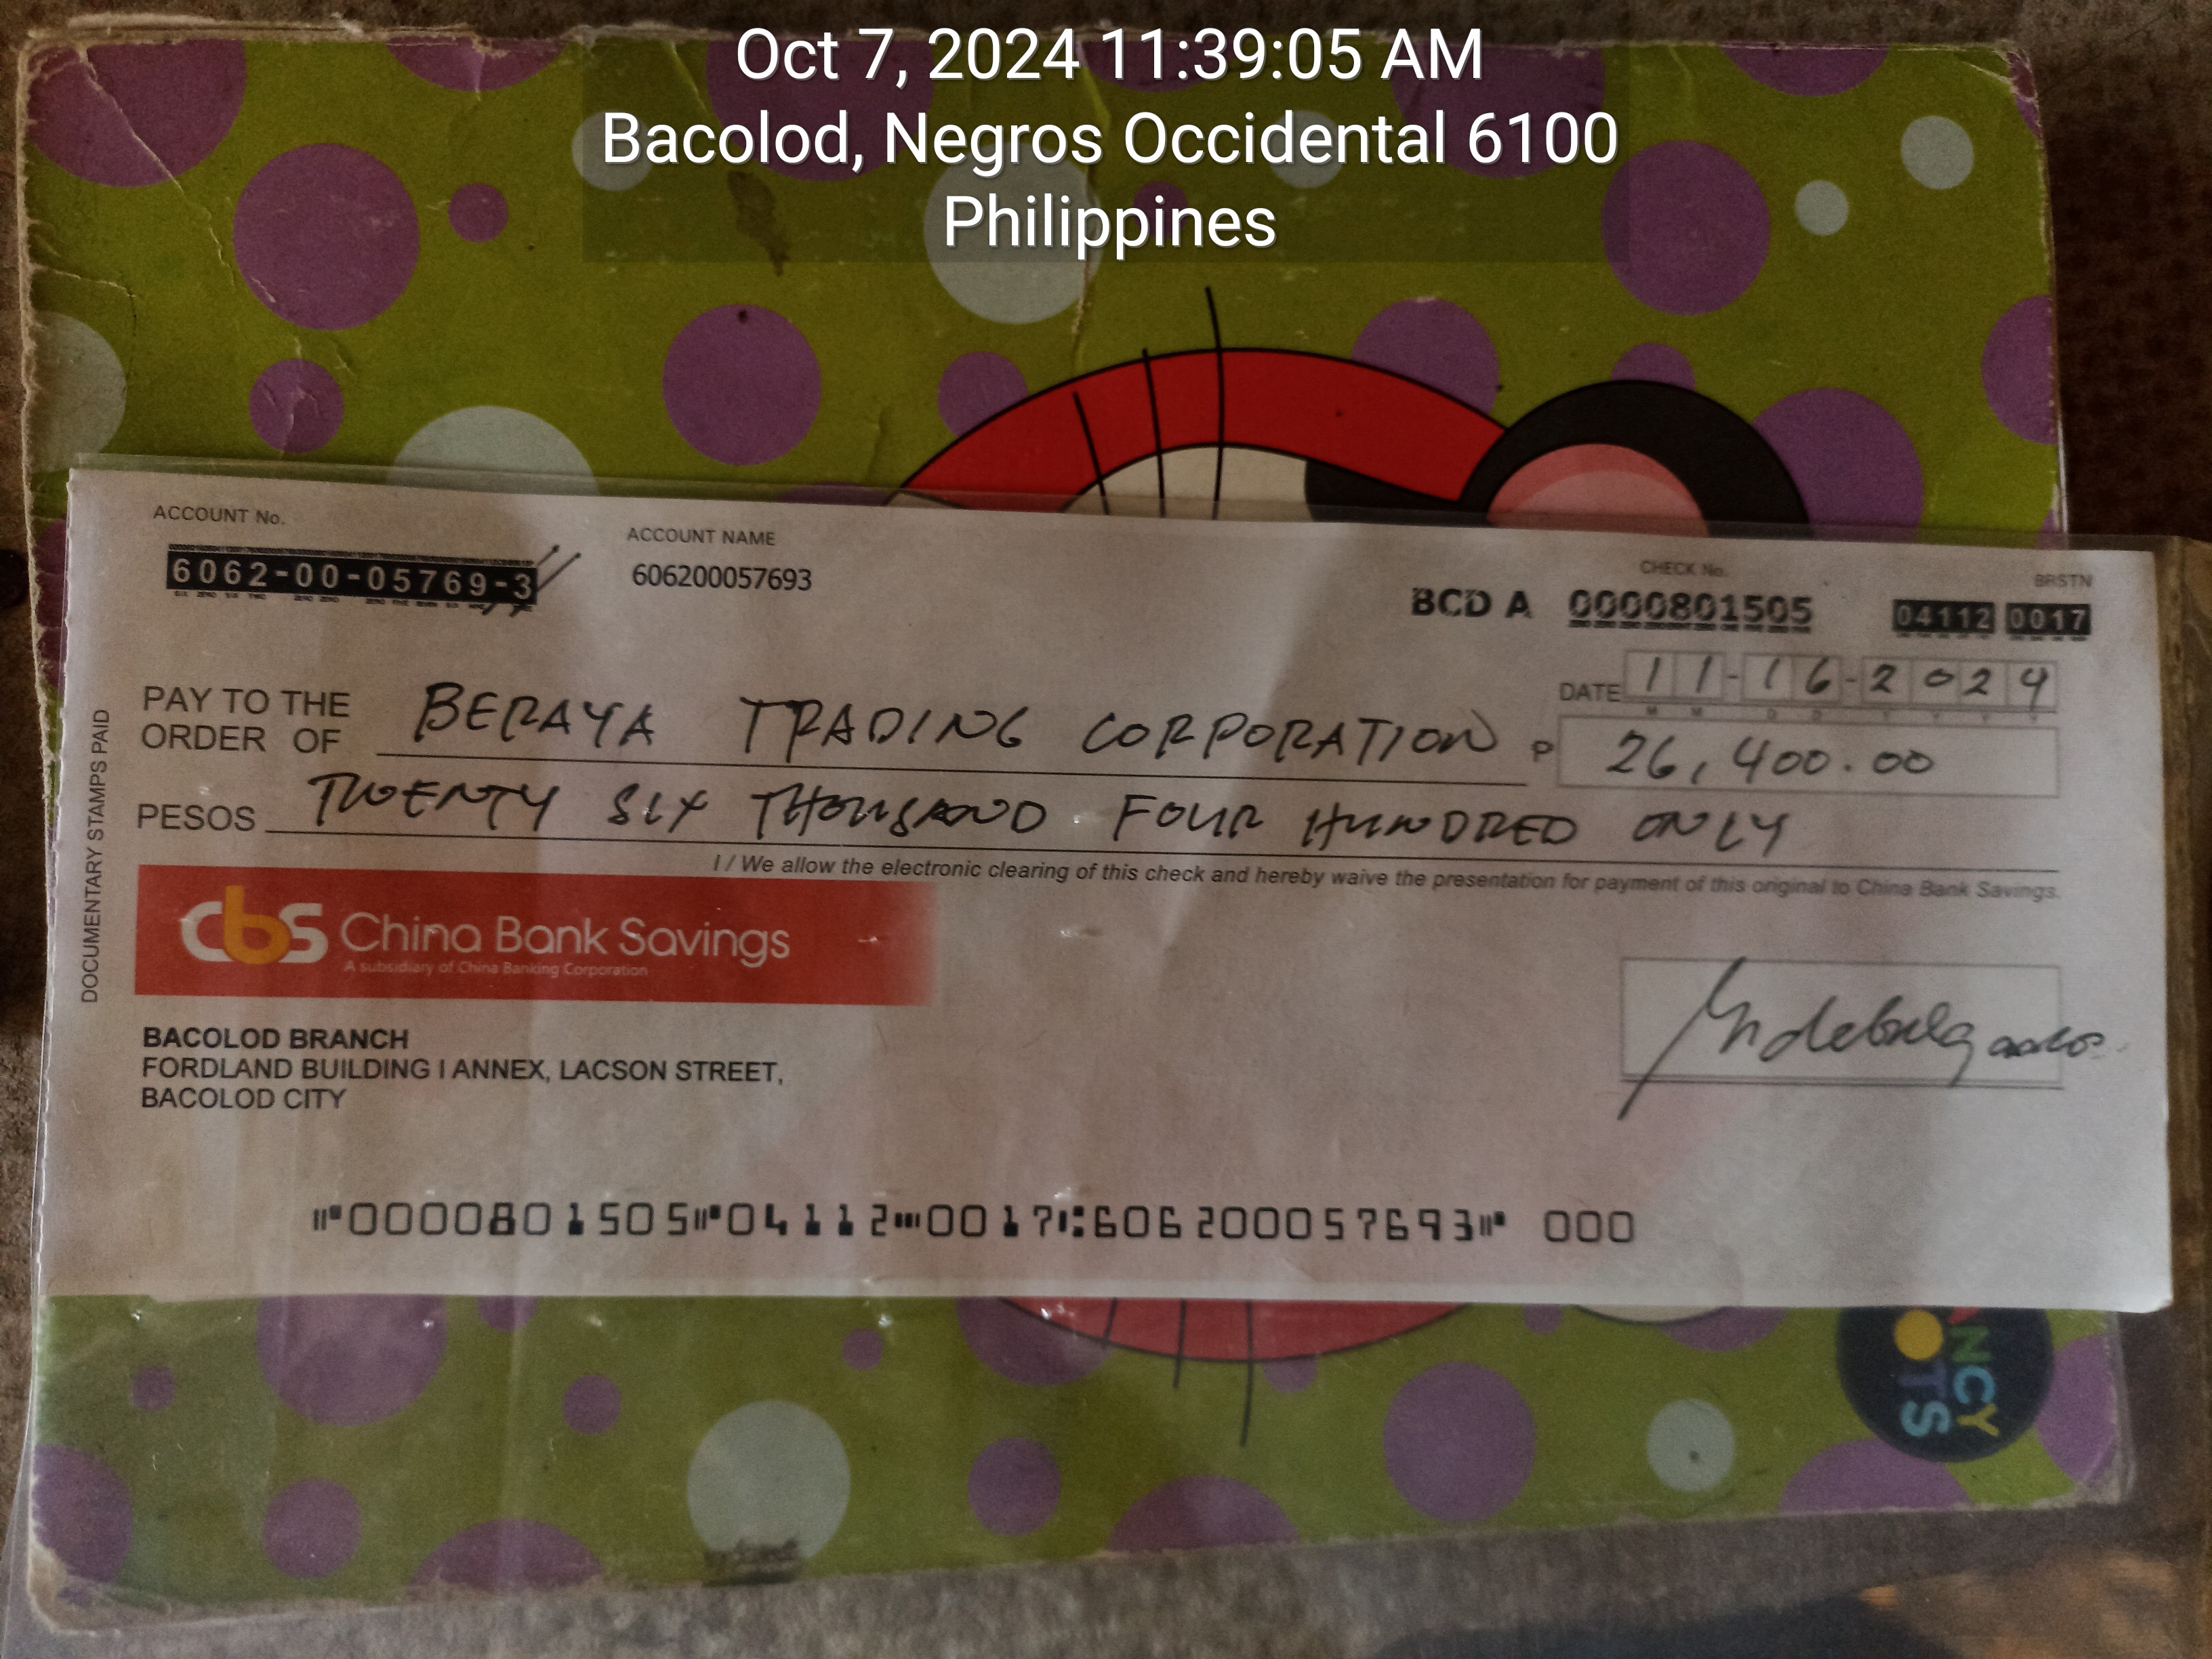 Oct 7, 2024 11:39:05 AM
Bacolod, Negros Occidental 6100
Philippines
ACCOUNT No.
6062-00-05769-3
ACCOUNT NAME
606200057693
BCD A
CHECK No.
0000801505
BRSTN
04112 0017
DATE 11-16-2024
PAY TO THE
ORDER OF BERAYA TRADING CORPORATION P 26,400.00
PESOS TWENTY SIX THOUSAND FOUR HUNDRED ONLY
I / We allow the electronic clearing of this check and hereby waive the presentation for payment of this original to China Bank Savings.
DOCUMENTARY STAMPS PAID
cbs China Bank Savings
A subsidiary of China Banking Corporation
BACOLOD BRANCH
FORDLAND BUILDING I ANNEX, LACSON STREET,
BACOLOD CITY
⑈0000801505⑈04112⑉0017⑆606200057693⑈ 000
NCY
TS